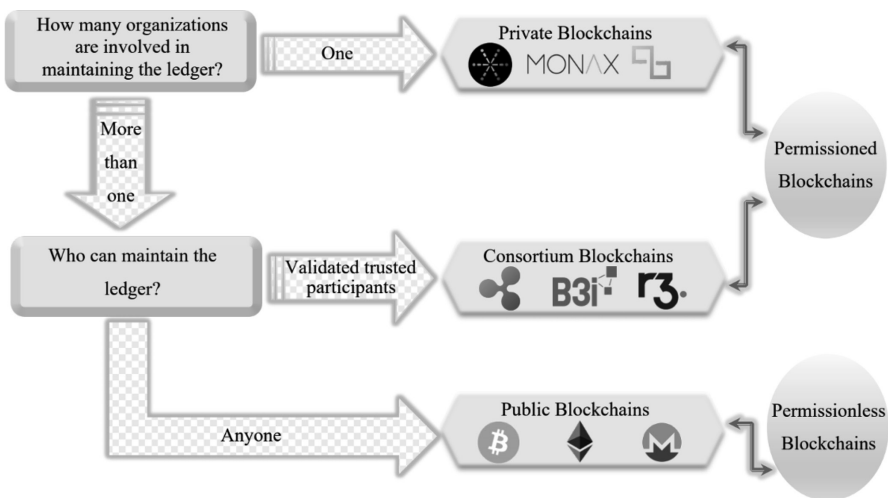 How many organizations
are involved in
maintaining the ledger?
One
Private Blockchains
MONAX
More
than
one
Permissioned
Blockchains
Who can maintain the
ledger?
Validated trusted
participants
Consortium Blockchains
B3i
r3.
Anyone
Public Blockchains
Permissionless
Blockchains